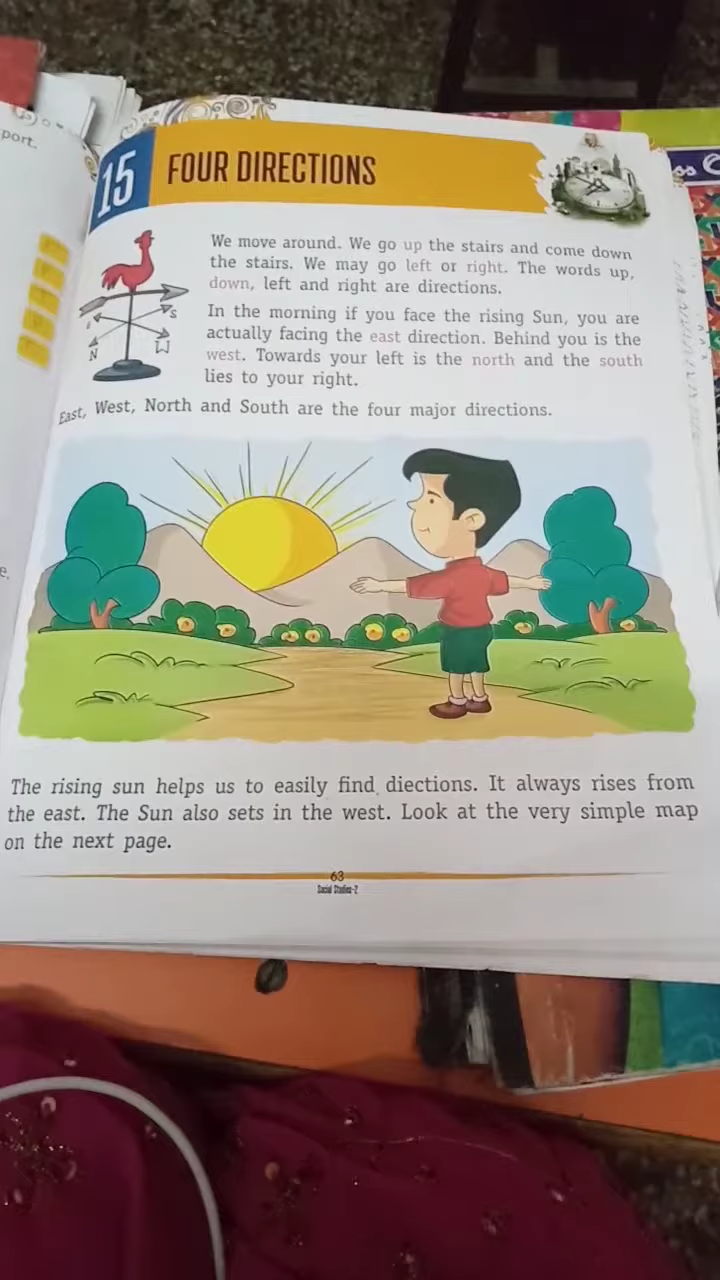 port.
15 FOUR DIRECTIONS
We move around. We go up the stairs and come down
the stairs. We may go left or right. The words up,
down, left and right are directions.
In the morning if you face the rising Sun, you are
actually facing the east direction. Behind you is the
west. Towards your left is the north and the south
lies to your right.
S
N
W
East, West, North and South are the four major directions.
The rising sun helps us to easily find diections. It always rises from
the east. The Sun also sets in the west. Look at the very simple map
on the next page.
63
Social Studies-2
e.